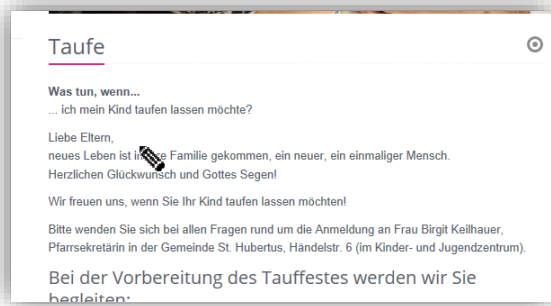 Taufe
Was tun, wenn...
... ich mein Kind taufen lassen möchte?
Liebe Eltern,
neues Leben ist in Familie gekommen, ein neuer, ein einmaliger Mensch.
Herzlichen Glückwunsch und Gottes Segen!
Wir freuen uns, wenn Sie Ihr Kind taufen lassen möchten!
Bitte wenden Sie sich bei allen Fragen rund um die Anmeldung an Frau Birgit Keilhauer,
Pfarrsekretärin in der Gemeinde St. Hubertus, Händelstr. 6 (im Kinder- und Jugendzentrum).
Bei der Vorbereitung des Tauffestes werden wir Sie
begleiten: